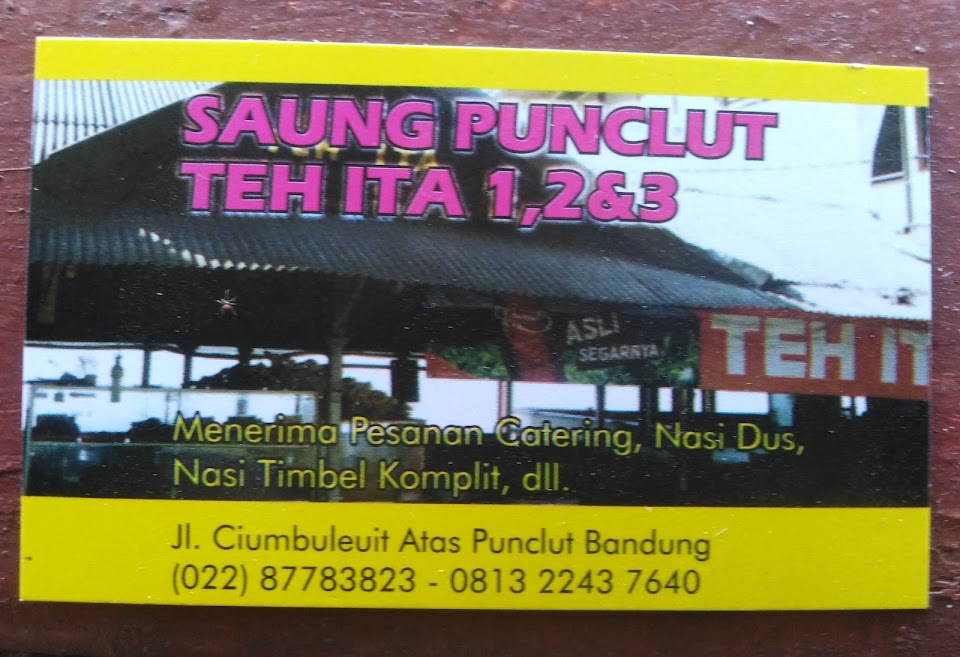 SAUNG PUNCLUT
TEH ITA 1,2&3
ASLI
SEGARNYA
TEH IT
Menerima Pesanan Catering, Nasi Dus,
Nasi Timbel Komplit, dll.
Jl. Ciumbuleuit Atas Punclut Bandung
(022) 87783823 - 0813 2243 7640